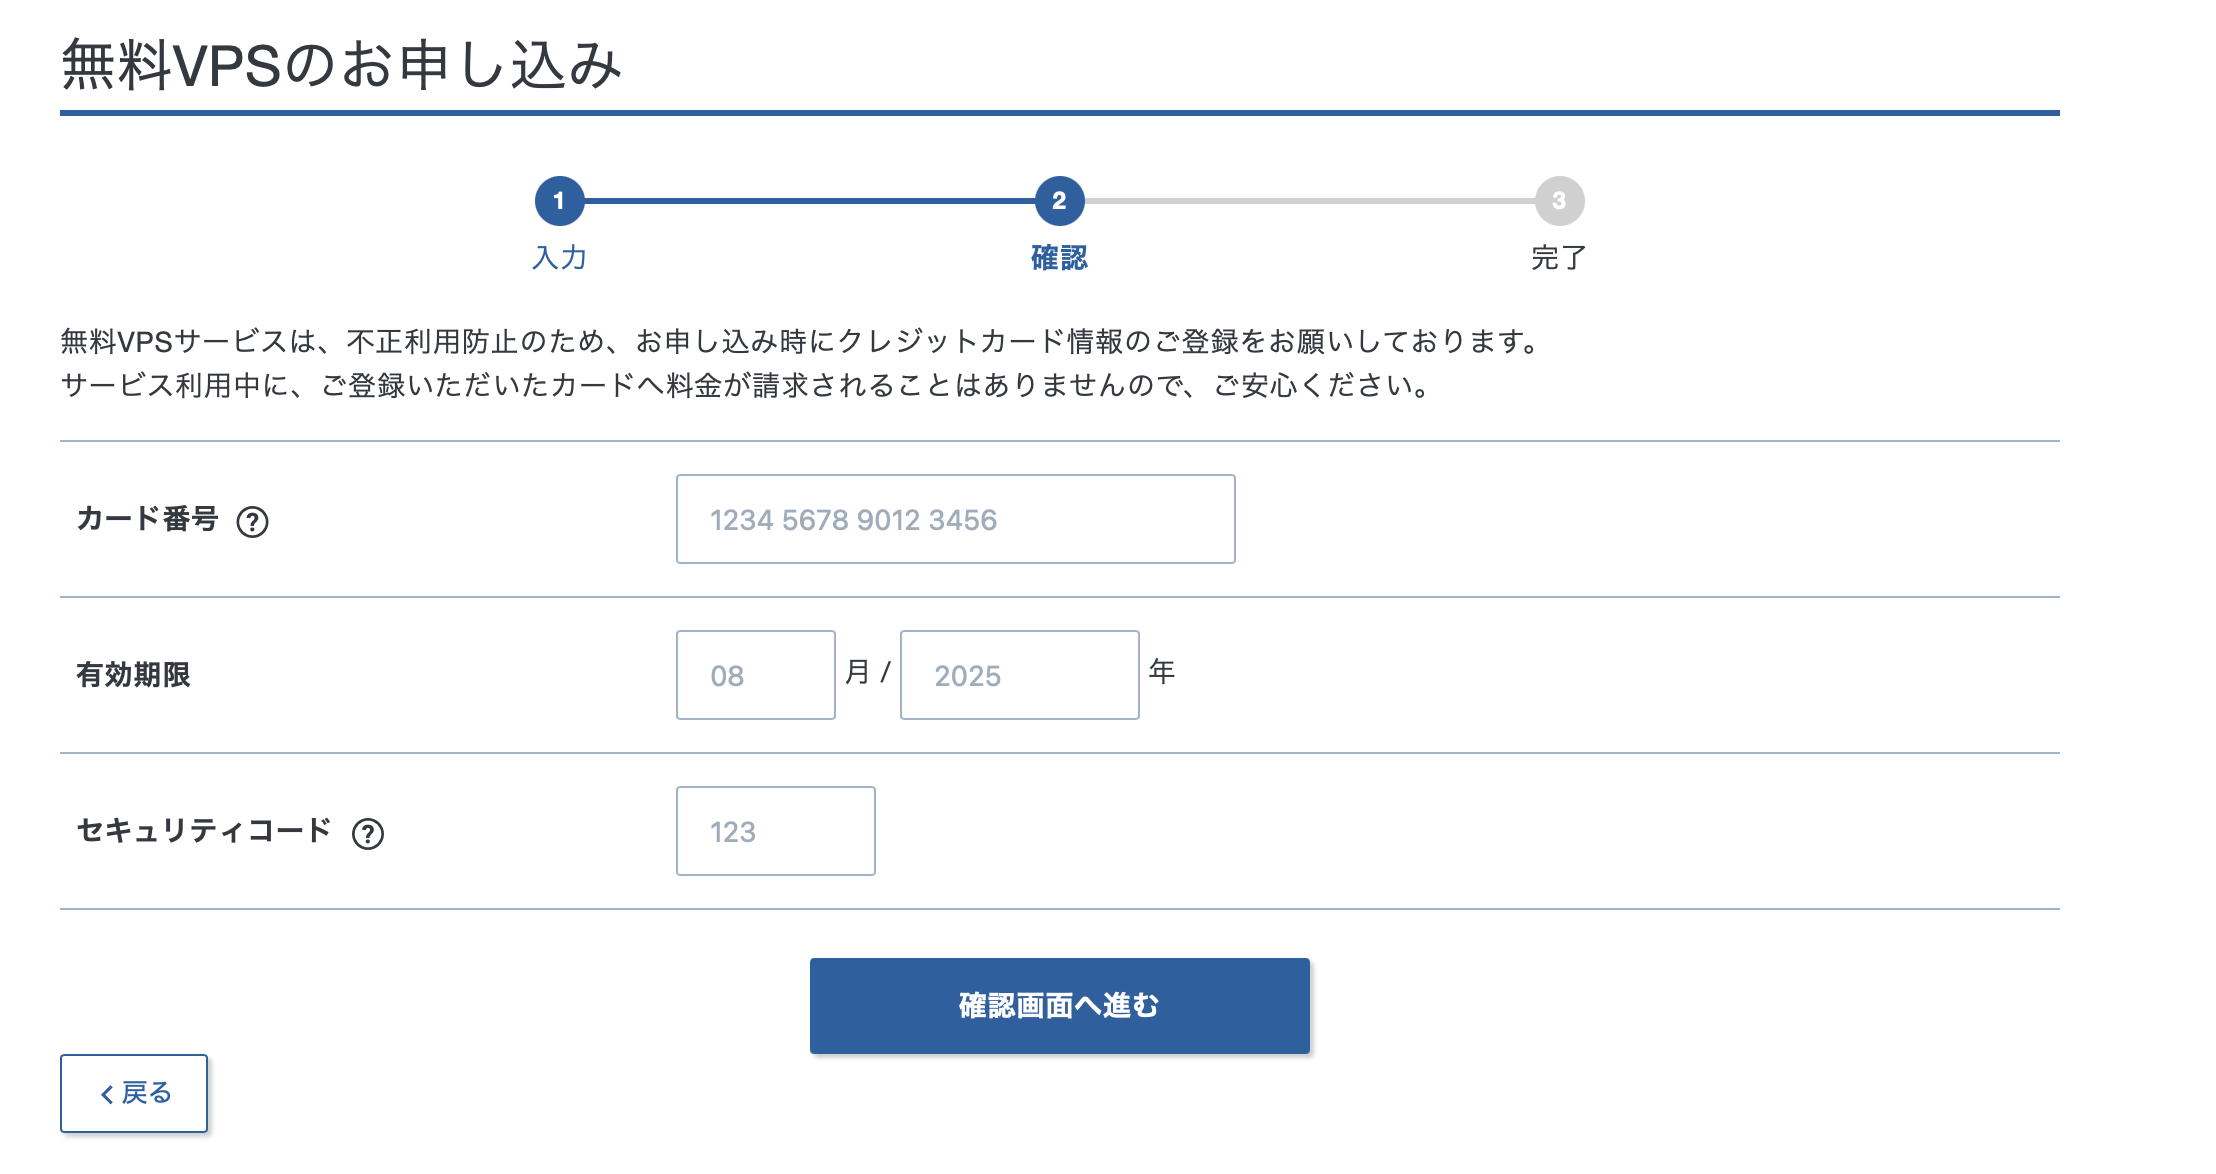 無料VPSのお申し込み
1
2
3
入力
確認
完了
無料VPSサービスは、不正利用防止のため、お申し込み時にクレジットカード情報のご登録をお願いしております。
サービス利用中に、ご登録いただいたカードへ料金が請求されることはありませんので、ご安心ください。
カード番号 ?
1234 5678 9012 3456
有効期限
08 月 / 2025 年
セキュリティコード ?
123
確認画面へ進む
戻る